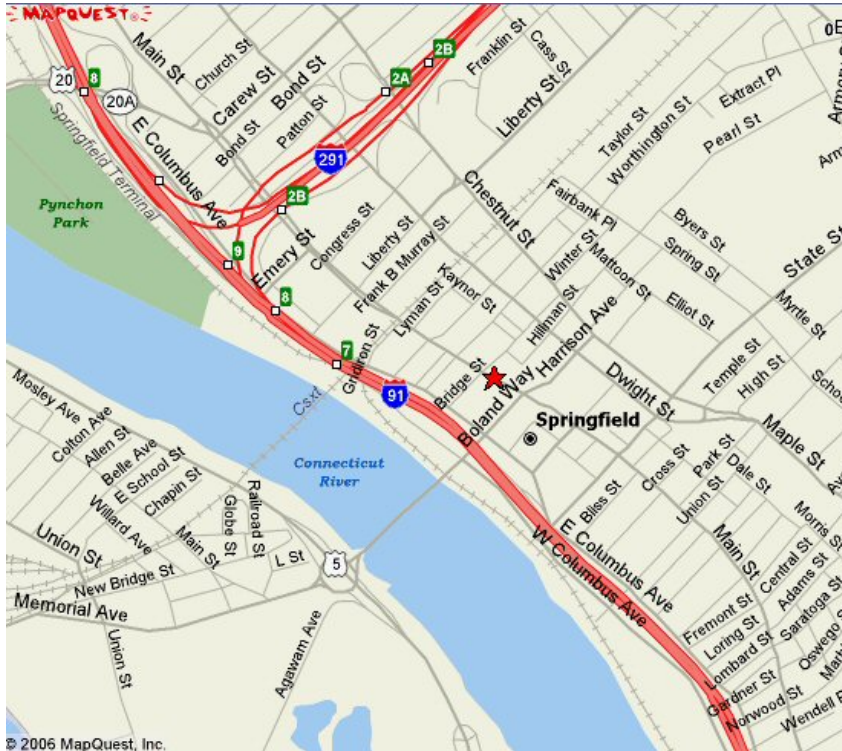 MAPQUEST
Main St
Church St
Carew St
Bond St
Bond St
Patton St
20
8
20A
2A
2B
Franklin St
Cass St
Liberty St
Extract Pl
Taylor St
Worthington St
Pearl St
E Columbus Ave
Springfield Terminal
291
2B
Pynchon
Park
Chestnut St
Fairbank Pl
Byers St
Spring St
State St
Emery St
Congress St
Liberty St
Frank B Murray St
Kaynor St
Lyman St
Winter St
Mattoon St
Hillman St
Elliot St
Myrtle St
9
8
7
Gridiron St
Csxt
91
Bridge St
Boland Way
Harrison Ave
Dwight St
Temple St
High St
Maple St
Springfield
Mosley Ave
Colton Ave
Allen St
Belle Ave
E School St
Chapin St
Willard Ave
Main St
Globe St
Railroad St
L St
Connecticut
River
5
Union St
New Bridge St
Memorial Ave
Union St
Agawam Ave
Bliss St
Cross St
Park St
Union St
Dale St
Morris St
Main St
E Columbus Ave
W Columbus Ave
Central St
Adams St
Saratoga St
Fremont St
Loring St
Lombard St
Gardner St
Norwood St
© 2006 MapQuest, Inc.